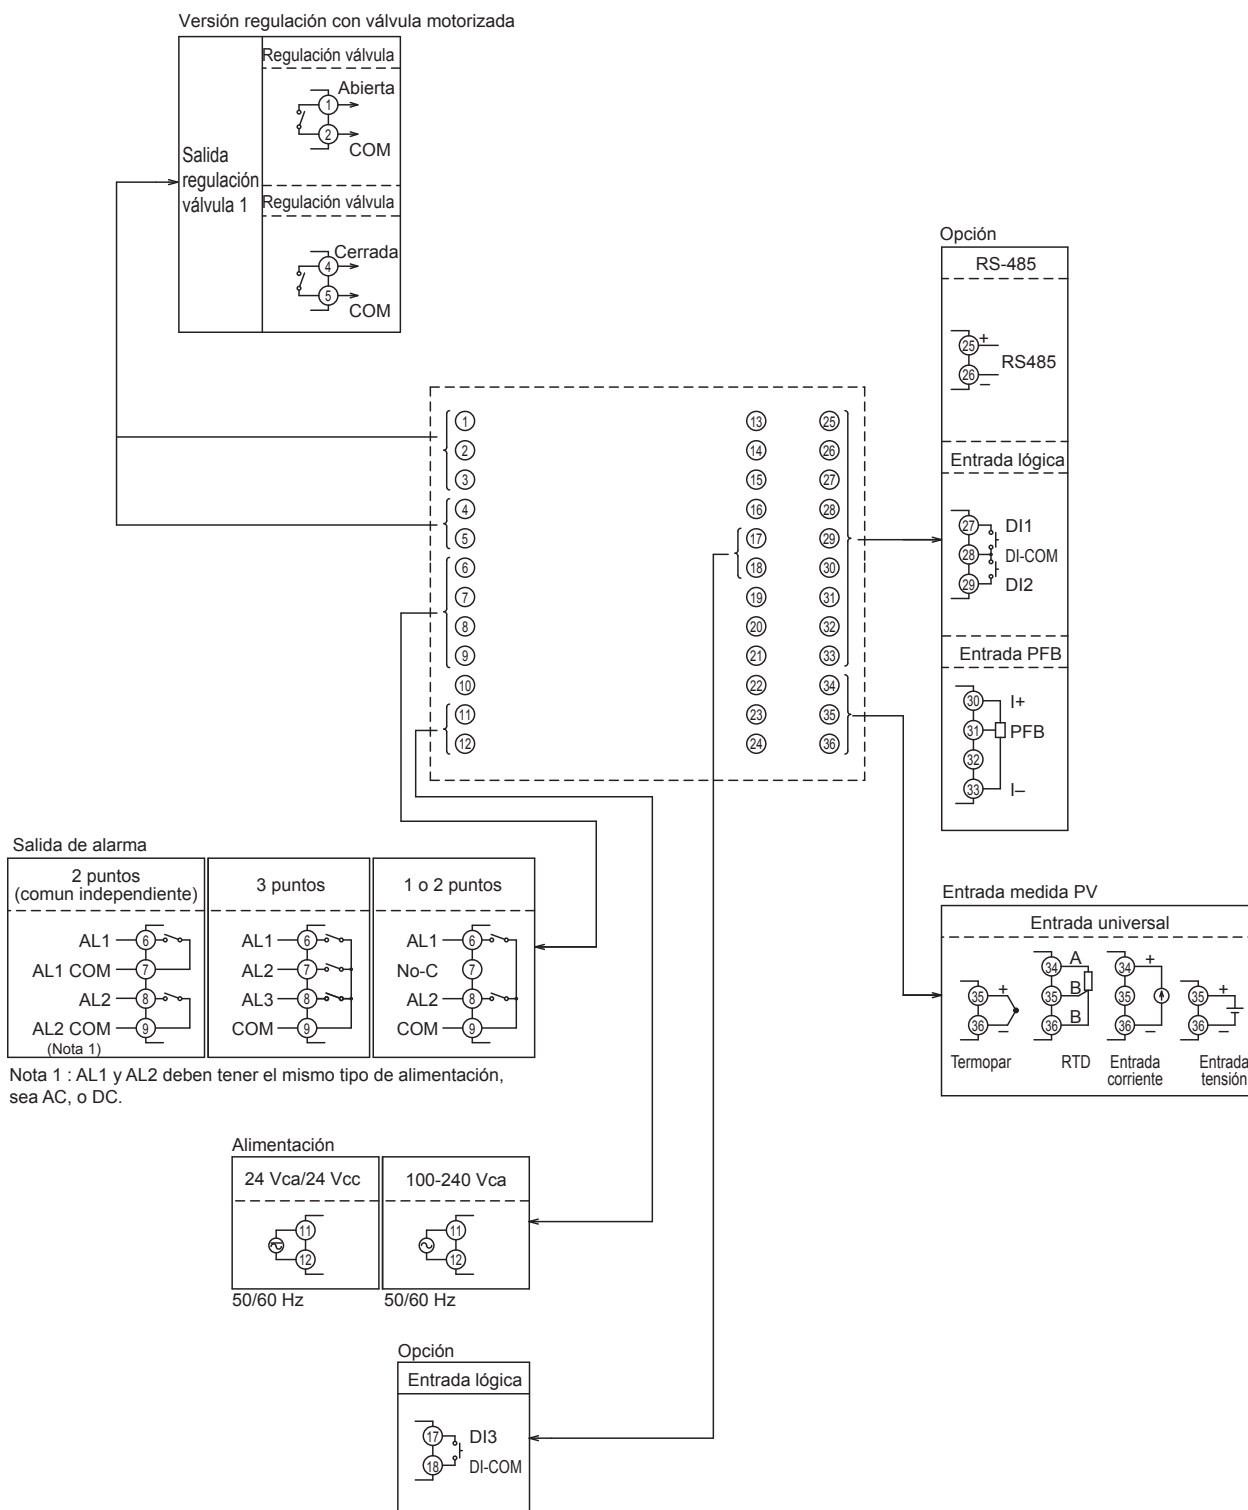 Versión regulación con válvula motorizada
Regulación válvula
Abierta
1
2
COM
Salida
regulación
válvula 1
Regulación válvula
Cerrada
4
5
COM
Opción
RS-485
25 +
RS485
26 –
Entrada lógica
27 DI1
28 DI-COM
29 DI2
Entrada PFB
30 I+
31 PFB
32
33 I–
1 13 25
2 14 26
3 15 27
4 16 28
5 17 29
6 18 30
7 19 31
8 20 32
9 21 33
10 22 34
11 23 35
12 24 36
Salida de alarma
2 puntos
(comun independiente)
AL1 6
AL1 COM 7
AL2 8
AL2 COM 9
(Nota 1)
3 puntos
AL1 6
AL2 7
AL3 8
COM 9
1 o 2 puntos
AL1 6
No-C 7
AL2 8
COM 9
Nota 1 : AL1 y AL2 deben tener el mismo tipo de alimentación,
sea AC, o DC.
Entrada medida PV
Entrada universal
35 +
36 –
Termopar
34 A
35 B
36 B
RTD
34 +
35
36 –
Entrada
corriente
35 +
36 –
Entrada
tensión
Alimentación
24 Vca/24 Vcc
11
12
50/60 Hz
100-240 Vca
11
12
50/60 Hz
Opción
Entrada lógica
17 DI3
18 DI-COM